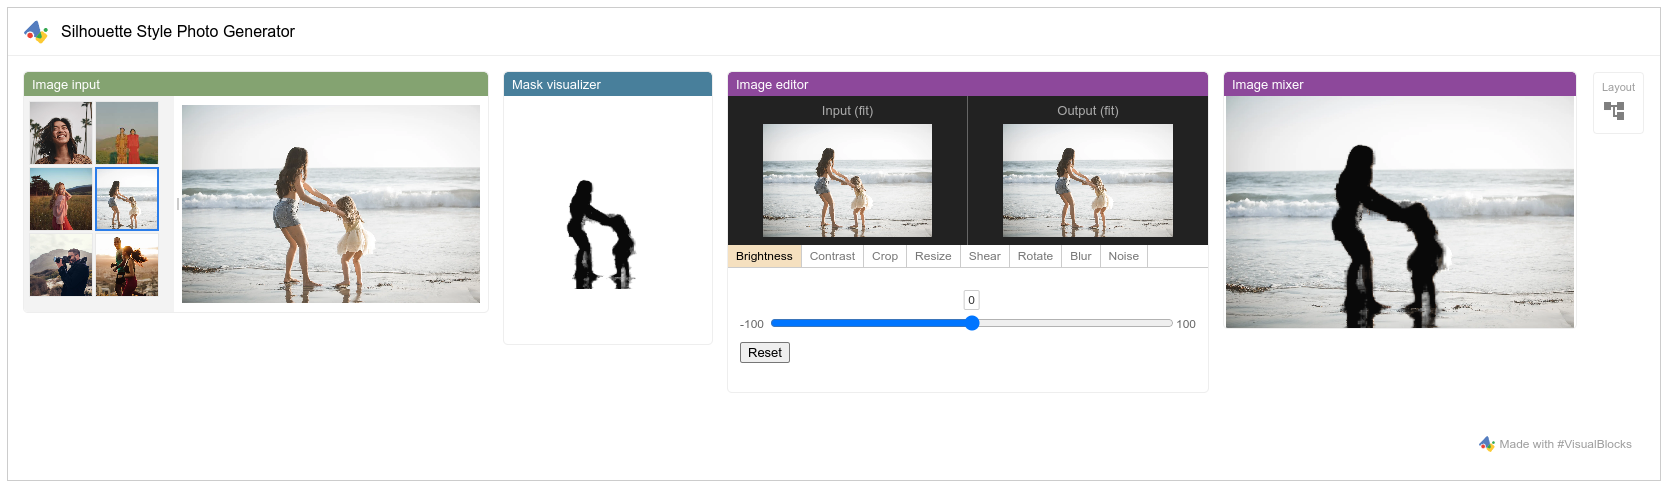 Silhouette Style Photo Generator
Image input
Mask visualizer
Image editor
Image mixer
Layout
Input (fit)
Output (fit)
Brightness Contrast Crop Resize Shear Rotate Blur Noise
0
-100 100
Reset
Made with #VisualBlocks